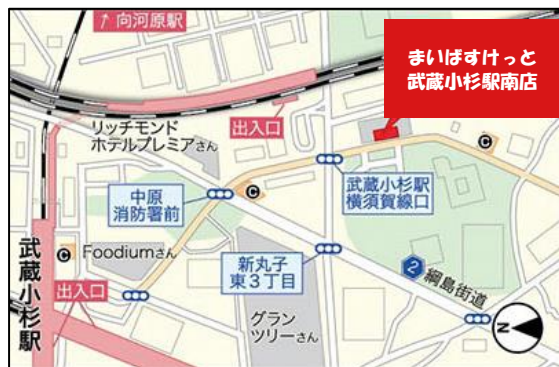 ↑向河原駅
まいばすけっと
武蔵小杉駅南店
リッチモンド
ホテルプレミアさん
出入口
C
中原
消防署前
C
武蔵小杉駅
横須賀線口
C
武蔵小杉駅
Foodiumさん
出入口
新丸子
東3丁目
グラン
ツリーさん
2
綱島街道
N